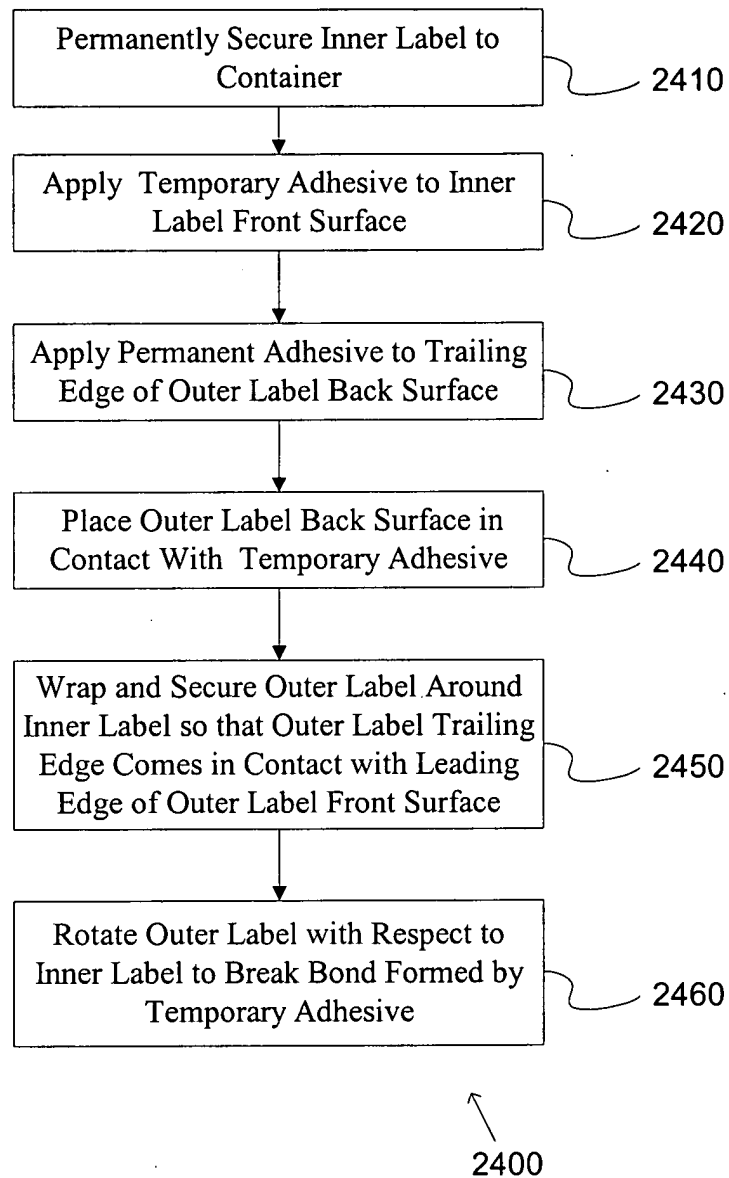 Permanently Secure Inner Label to
Container
2410
Apply Temporary Adhesive to Inner
Label Front Surface
2420
Apply Permanent Adhesive to Trailing
Edge of Outer Label Back Surface
2430
Place Outer Label Back Surface in
Contact With Temporary Adhesive
2440
Wrap and Secure Outer Label Around
Inner Label so that Outer Label Trailing
Edge Comes in Contact with Leading
Edge of Outer Label Front Surface
2450
Rotate Outer Label with Respect to
Inner Label to Break Bond Formed by
Temporary Adhesive
2460
2400